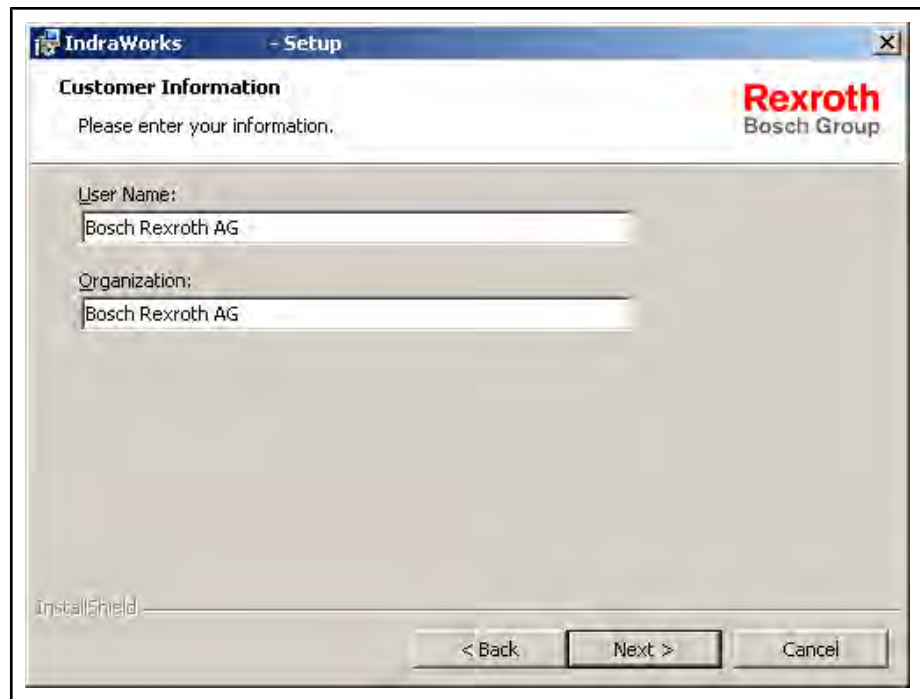 IndraWorks - Setup
Customer Information
Please enter your information.
Rexroth
Bosch Group
User Name:
Bosch Rexroth AG
Organization:
Bosch Rexroth AG
InstallShield
< Back Next > Cancel